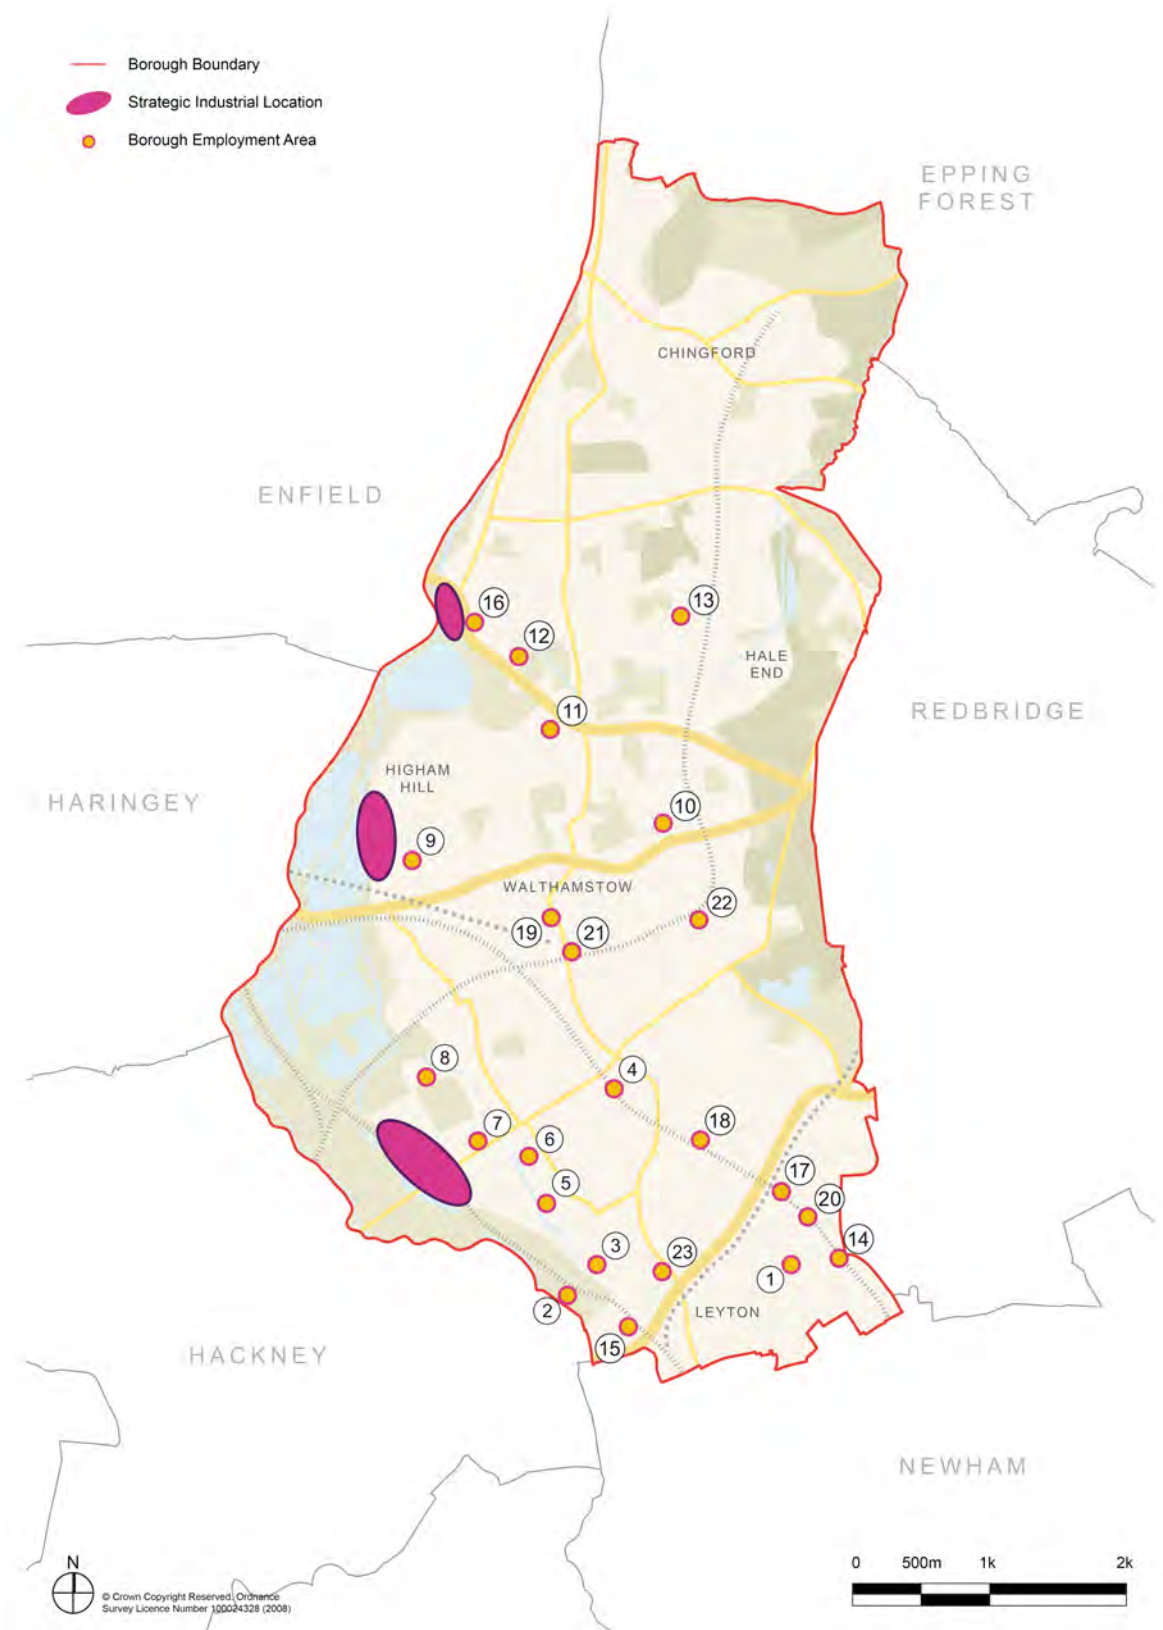 Borough Boundary
Strategic Industrial Location
Borough Employment Area
EPPING
FOREST
CHINGFORD
ENFIELD
16
13
12
HALE
END
11
REDBRIDGE
HIGHAM
HILL
HARINGEY
10
9
WALTHAMSTOW
22
19
21
8
4
18
7
6
17
5
20
3
23
14
1
2
LEYTON
15
HACKNEY
NEWHAM
N
0 500m 1k 2k
© Crown Copyright Reserved. Ordnance
Survey Licence Number 100024328 (2008)